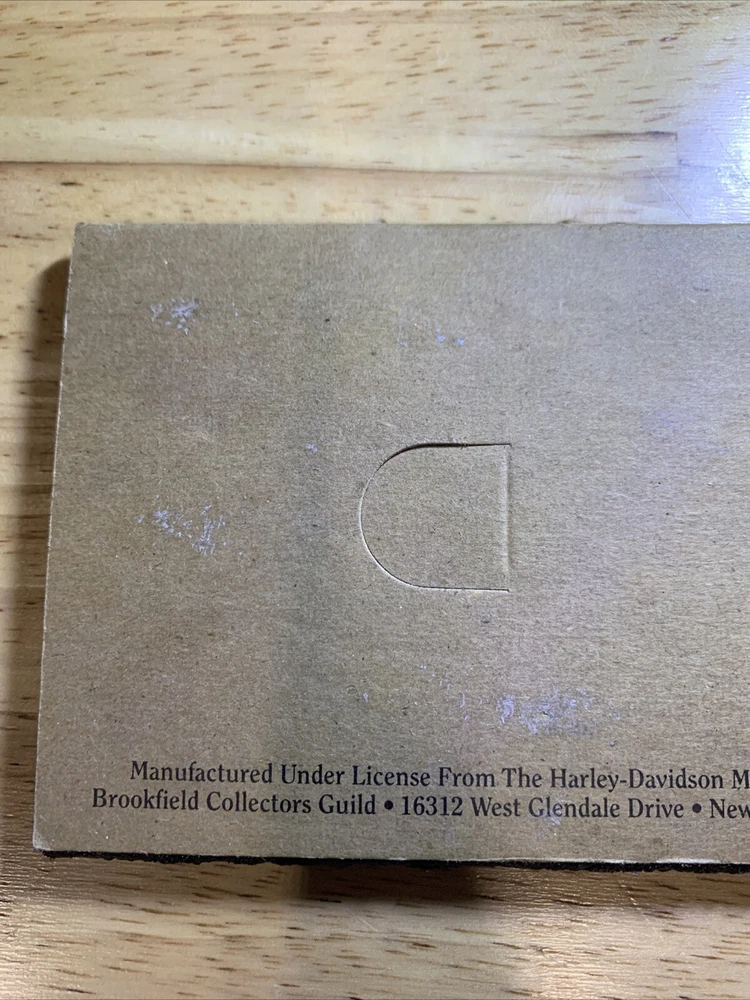 Manufactured Under License From The Harley-Davidson M
Brookfield Collectors Guild • 16312 West Glendale Drive • New